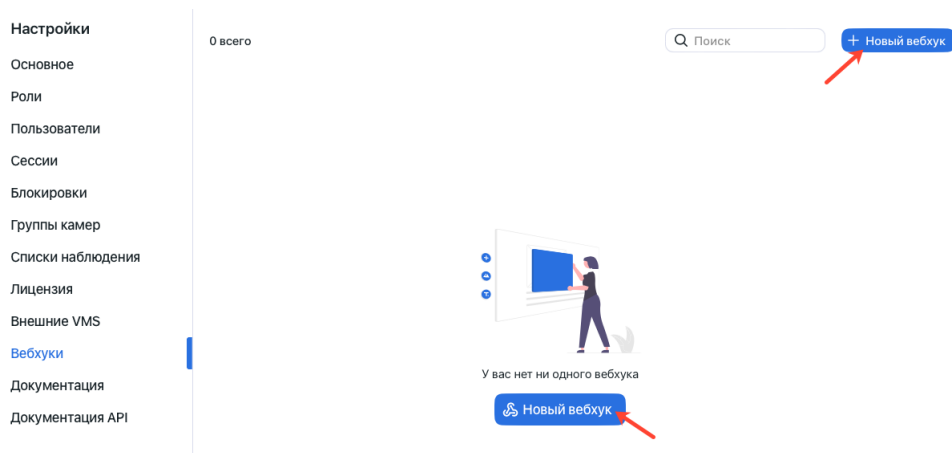 Настройки
Основное
Роли
Пользователи
Сессии
Блокировки
Группы камер
Списки наблюдения
Лицензия
Внешние VMS
Вебхуки
Документация
Документация API
0 всего
Поиск
+ Новый вебхук
У вас нет ни одного вебхука
Новый вебхук